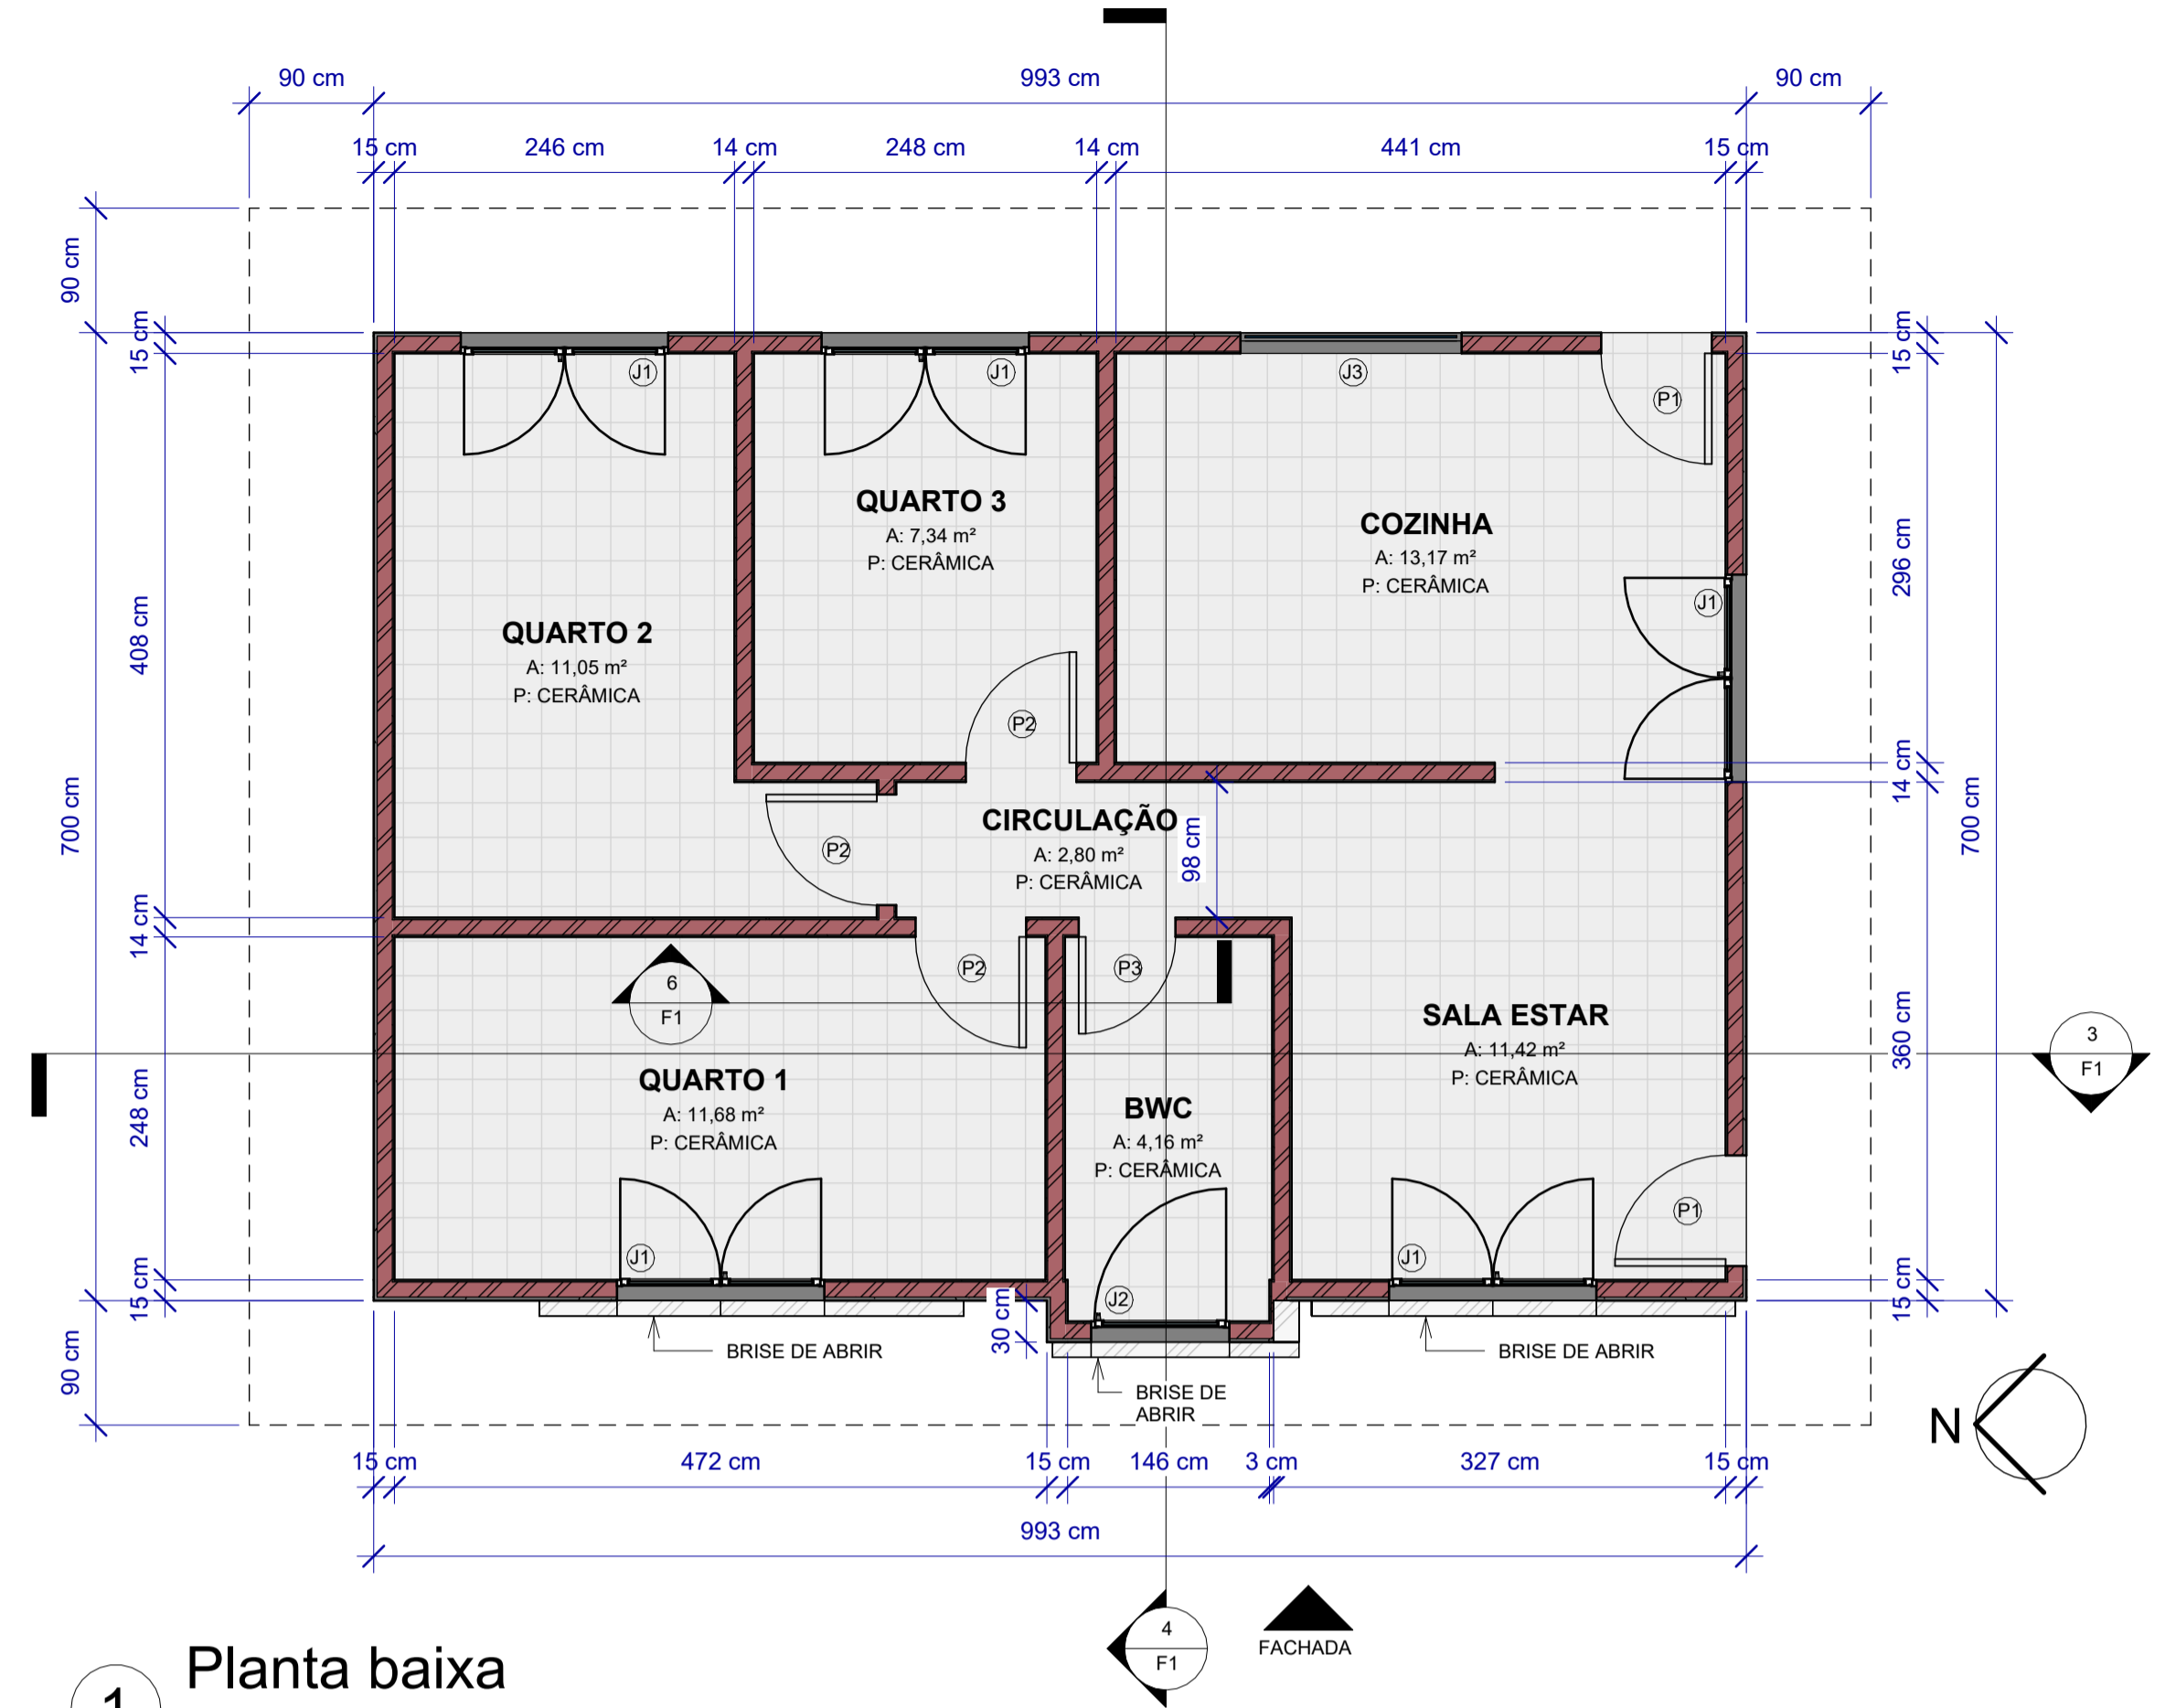 90 cm
993 cm
90 cm
15 cm
246 cm
14 cm
248 cm
14 cm
441 cm
15 cm
90 cm
15 cm
408 cm
700 cm
14 cm
248 cm
15 cm
90 cm
15 cm
296 cm
14 cm
700 cm
360 cm
15 cm
J1
J1
J3
P1
QUARTO 3
A: 7,34 m²
P: CERÂMICA
COZINHA
A: 13,17 m²
P: CERÂMICA
J1
QUARTO 2
A: 11,05 m²
P: CERÂMICA
P2
CIRCULAÇÃO
A: 2,80 m²
P: CERÂMICA
98 cm
P2
P2
P3
6
F1
SALA ESTAR
A: 11,42 m²
P: CERÂMICA
3
F1
QUARTO 1
A: 11,68 m²
P: CERÂMICA
BWC
A: 4,16 m²
P: CERÂMICA
P1
J1
J2
J1
30 cm
BRISE DE ABRIR
BRISE DE
ABRIR
BRISE DE ABRIR
N
15 cm
472 cm
15 cm
146 cm
3 cm
327 cm
15 cm
993 cm
4
F1
FACHADA
Planta baixa
1